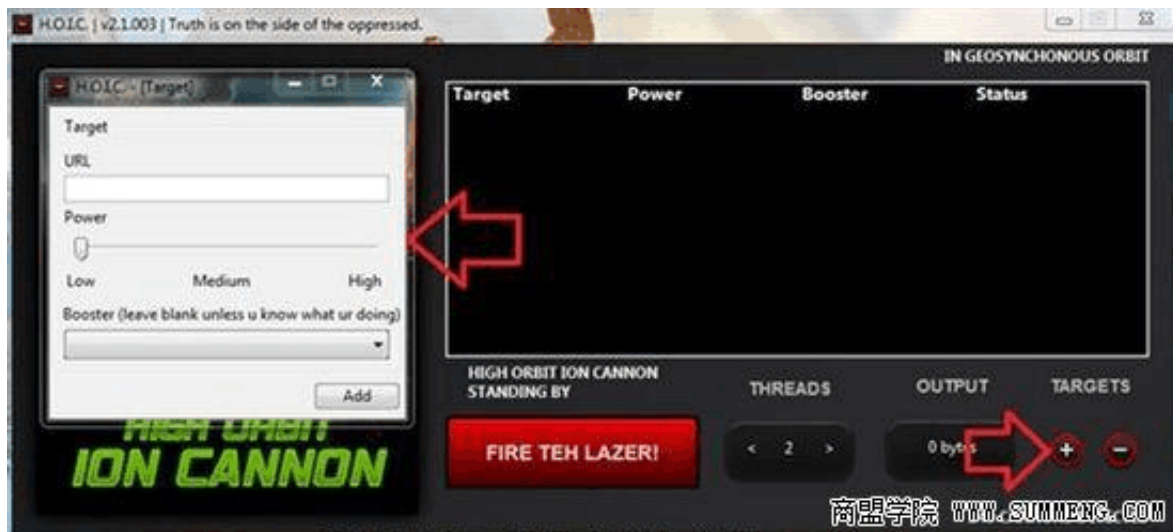 H.O.I.C. | v2.1.003 | Truth is on the side of the oppressed.
IN GEOSYNCHONOUS ORBIT
H.O.I.C. - [Target]
Target
URL
Power
Low Medium High
Booster (leave blank unless u know what ur doing)
Add
HIGH ORBIT
ION CANNON
Target Power Booster Status
HIGH ORBIT ION CANNON
STANDING BY
FIRE TEH LAZER!
THREADS
< 2 >
OUTPUT
0 bytes
TARGETS
+ −
商盟学院 WWW.SUMMENG.COM